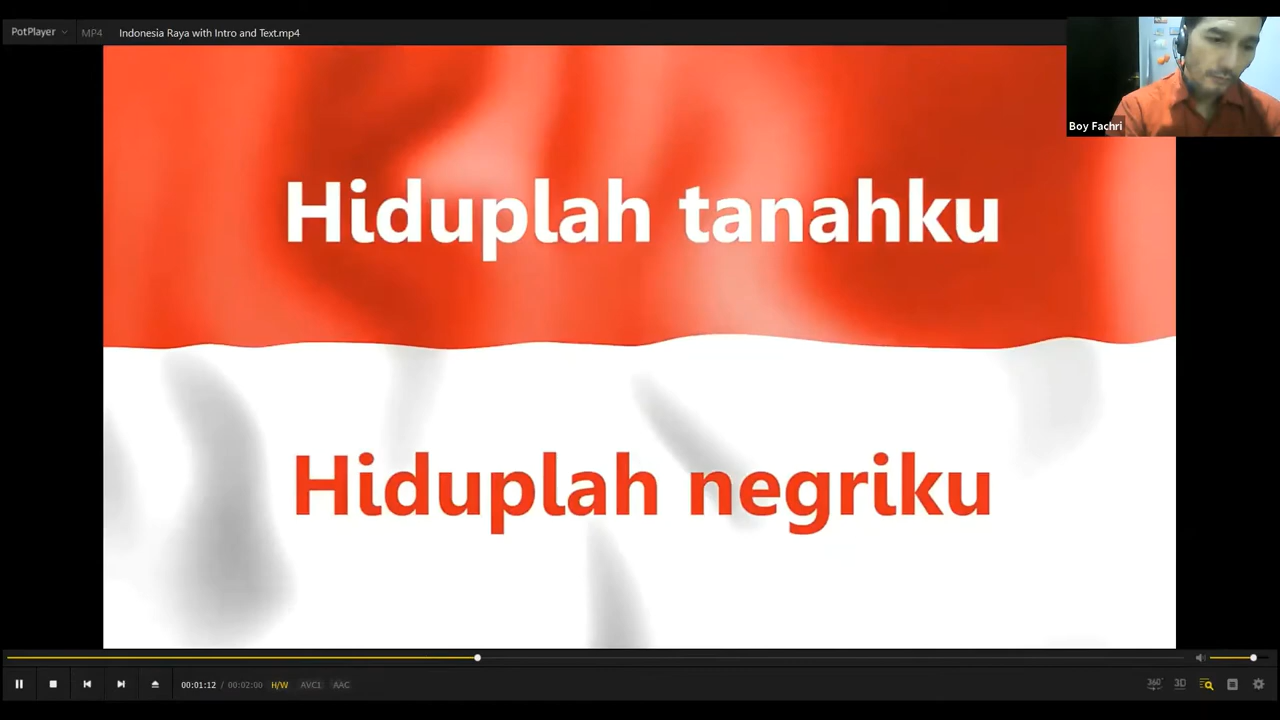 PotPlayer MP4 Indonesia Raya with Intro and Text.mp4
Boy Fachri
Hiduplah tanahku
Hiduplah negriku
00:01:12 / 00:02:00 H/W AVC1 AAC 360° 3D